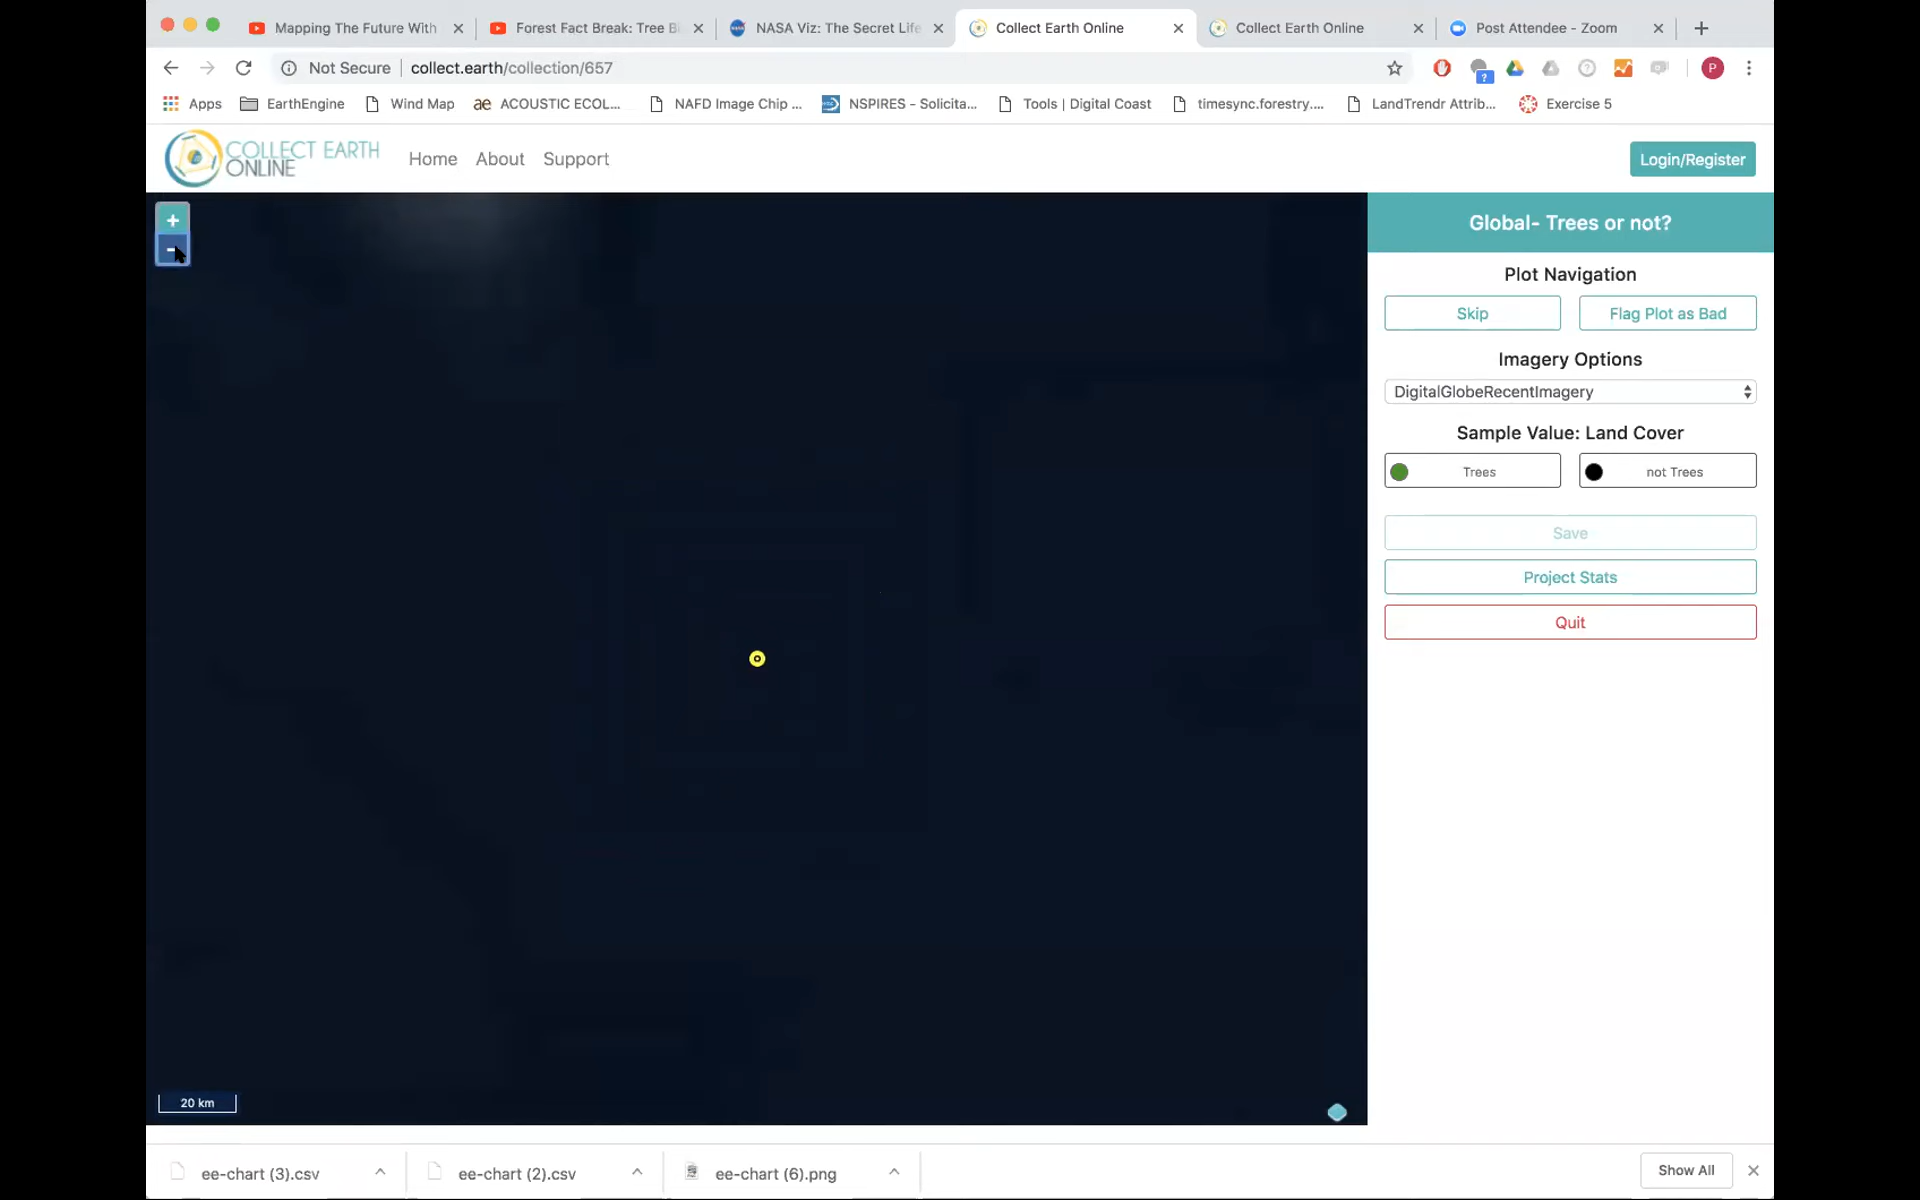 Mapping The Future With
Forest Fact Break: Tree Bi
NASA Viz: The Secret Life
Collect Earth Online
Collect Earth Online
Post Attendee - Zoom
Not Secure
collect.earth/collection/657
?
P
Apps
EarthEngine
Wind Map
ae ACOUSTIC ECOL...
NAFD Image Chip ...
NSPIRES - Solicita...
Tools | Digital Coast
timesync.forestry....
LandTrendr Attrib...
Exercise 5
COLLECT EARTH
ONLINE
Home
About
Support
Login/Register
+
-
Global- Trees or not?
Plot Navigation
Skip
Flag Plot as Bad
Imagery Options
DigitalGlobeRecentImagery
Sample Value: Land Cover
Trees
not Trees
Save
Project Stats
Quit
20 km
ee-chart (3).csv
ee-chart (2).csv
ee-chart (6).png
Show All